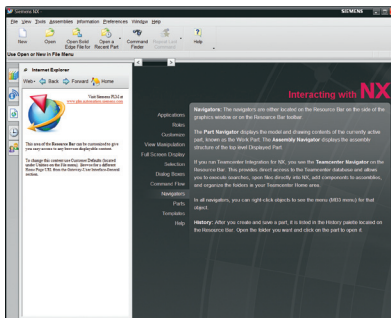 Siemens NX
SIEMENS
File View Tools Assemblies Information Preferences Window Help
New
Open
Open Solid Edge File for
Open a Recent Part
Command Finder
Repeat Last Command
Help
Use Open or New in File Menu
Internet Explorer
Web Back Forward Home
Visit Siemens PLM at
www.plm.automation.siemens.com
This area of the Resource Bar can be customized to give
you easy access to any browser displayable content.
To change this content use Customer Defaults (located
under Utilities on the File menu). Browse for a different
Home Page URL from the Gateway User Interface General
section.
Interacting with NX
Applications
Roles
Customize
View Manipulation
Full Screen Display
Selection
Dialog Boxes
Command Flow
Navigators
Parts
Templates
Help
Navigators: The navigators are either located on the Resource Bar on the side of the
graphics window or on the Resource Bar toolbar.
The Part Navigator displays the model and drawing contents of the currently active
part, known as the Work Part. The Assembly Navigator displays the assembly
structure of the top level Displayed Part.
If you run Teamcenter Integration for NX, you see the Teamcenter Navigator on the
Resource Bar. This provides direct access to the Teamcenter database and allows
you to execute searches, open files directly into NX, add components to assemblies,
and organize the folders in your Teamcenter Home area.
In all navigators, you can right-click objects to see the menu (MB3 menu) for that
object.
History: After you create and save a part, it is listed in the History palette located on
the Resource Bar. Open the folder you want and click on the part to open it.